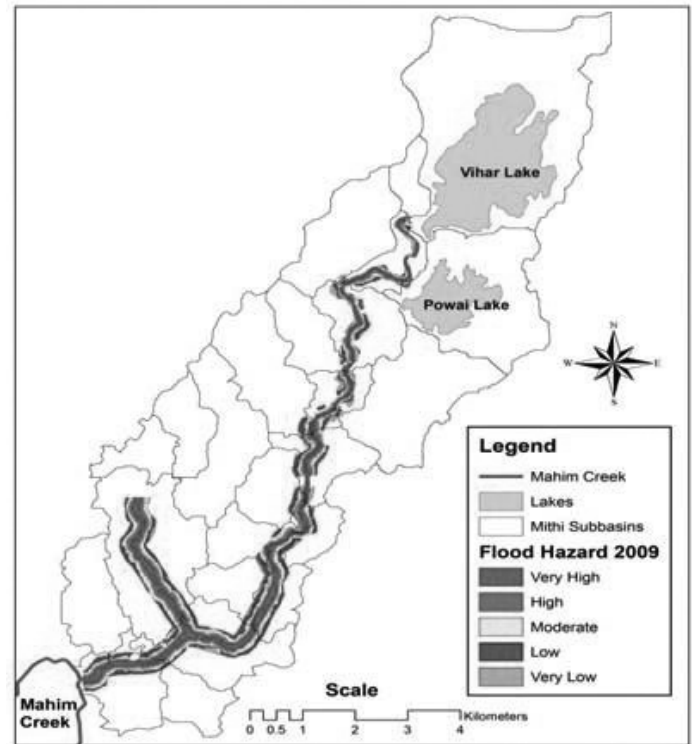 Vihar Lake
Powai Lake
N
W E
S
Legend
Mahim Creek
Lakes
Mithi Subbasins
Flood Hazard 2009
Very High
High
Moderate
Low
Very Low
Scale
Kilometers
0 0.5 1 2 3 4
Mahim
Creek